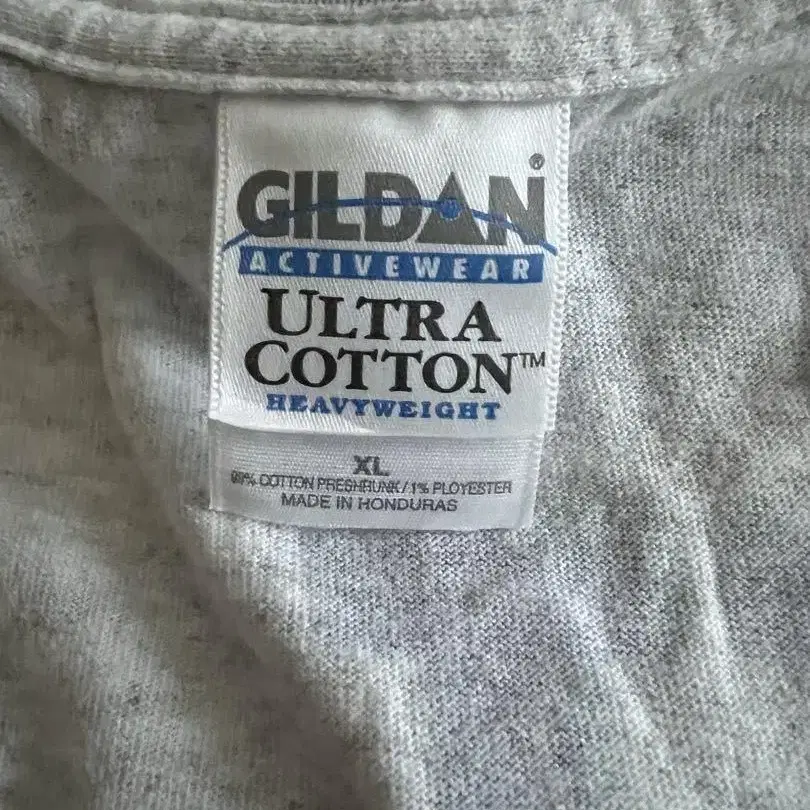 GILDAN®
ACTIVEWEAR
ULTRA
COTTON™
HEAVYWEIGHT
XL
99% COTTON PRESHRUNK/1% PLOYESTER
MADE IN HONDURAS